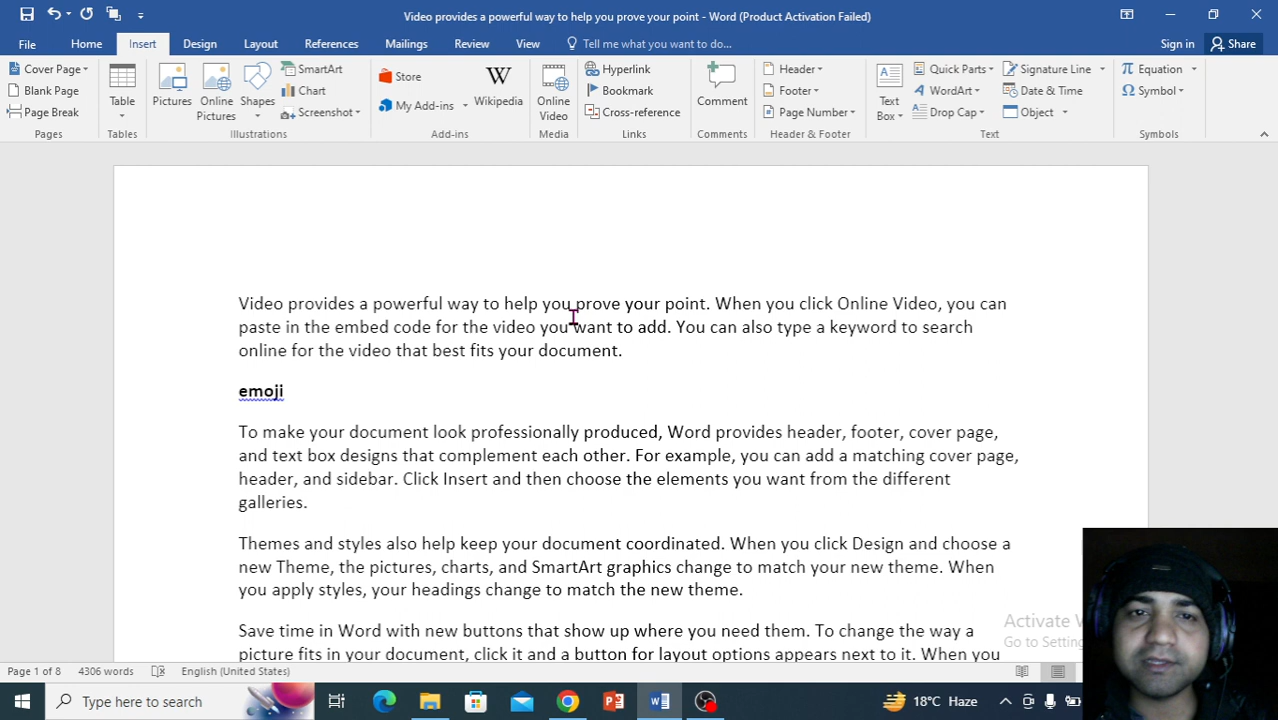 Video provides a powerful way to help you prove your point - Word (Product Activation Failed)
File Home Insert Design Layout References Mailings Review View Tell me what you want to do... Sign in Share
Cover Page
Blank Page
Page Break
Pages
Table
Tables
Pictures
Online Pictures
Shapes
SmartArt
Chart
Screenshot
Illustrations
Store
My Add-ins
W
Wikipedia
Add-ins
Online Video
Media
Hyperlink
Bookmark
Cross-reference
Links
Comment
Comments
Header
Footer
Page Number
Header & Footer
Text Box
Quick Parts
WordArt
Drop Cap
Signature Line
Date & Time
Object
Text
Equation
Symbol
Symbols
Video provides a powerful way to help you prove your point. When you click Online Video, you can
paste in the embed code for the video you want to add. You can also type a keyword to search
online for the video that best fits your document.
emoji
To make your document look professionally produced, Word provides header, footer, cover page,
and text box designs that complement each other. For example, you can add a matching cover page,
header, and sidebar. Click Insert and then choose the elements you want from the different
galleries.
Themes and styles also help keep your document coordinated. When you click Design and choose a
new Theme, the pictures, charts, and SmartArt graphics change to match your new theme. When
you apply styles, your headings change to match the new theme.
Save time in Word with new buttons that show up where you need them. To change the way a
picture fits in your document, click it and a button for layout options appears next to it. When you
Activate
Go to
Page 1 of 8 4306 words English (United States)
Type here to search
18°C Haze